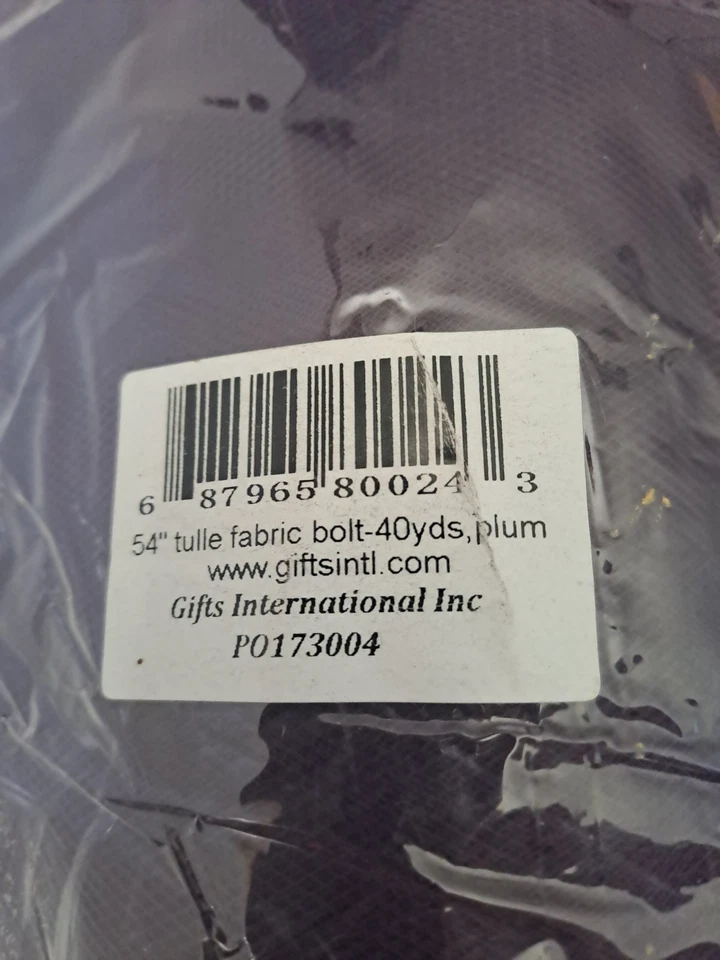 6 87965 80024 3
54" tulle fabric bolt-40yds,plum
www.giftsintl.com
Gifts International Inc
PO173004